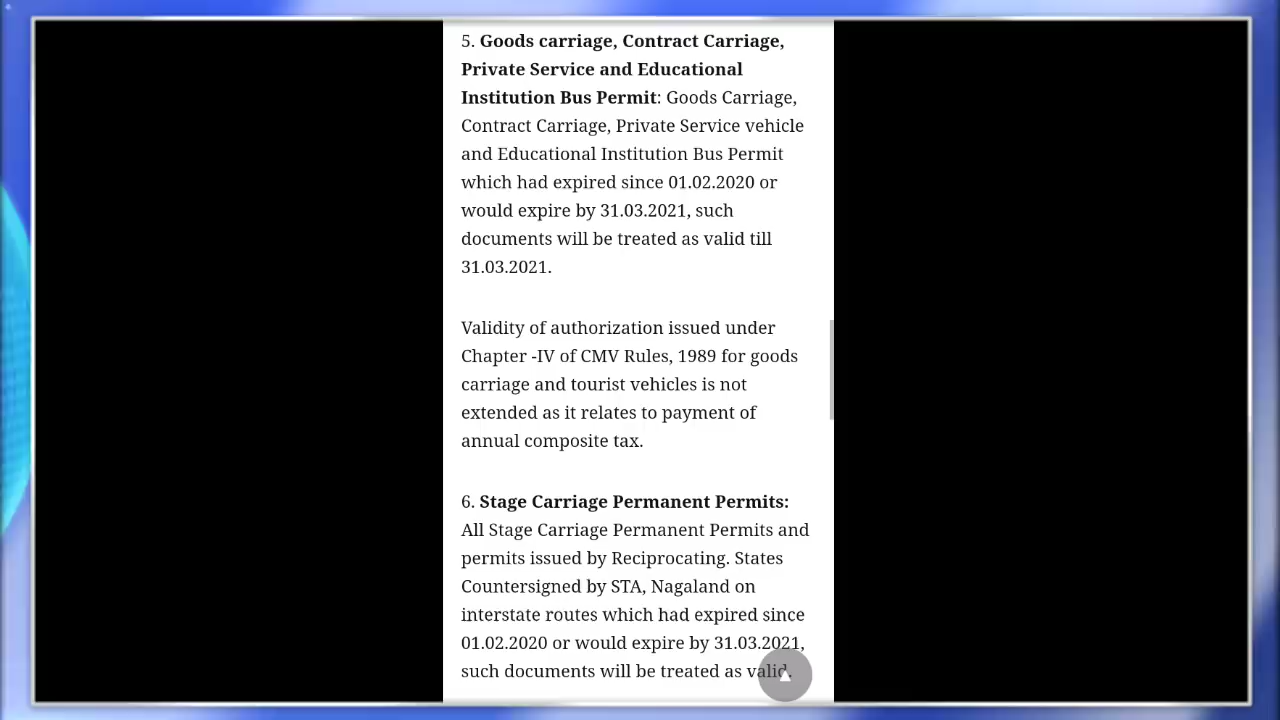 5. Goods carriage, Contract Carriage,
Private Service and Educational
Institution Bus Permit: Goods Carriage,
Contract Carriage, Private Service vehicle
and Educational Institution Bus Permit
which had expired since 01.02.2020 or
would expire by 31.03.2021, such
documents will be treated as valid till
31.03.2021.
Validity of authorization issued under
Chapter -IV of CMV Rules, 1989 for goods
carriage and tourist vehicles is not
extended as it relates to payment of
annual composite tax.
6. Stage Carriage Permanent Permits:
All Stage Carriage Permanent Permits and
permits issued by Reciprocating. States
Countersigned by STA, Nagaland on
interstate routes which had expired since
01.02.2020 or would expire by 31.03.2021,
such documents will be treated as valid.